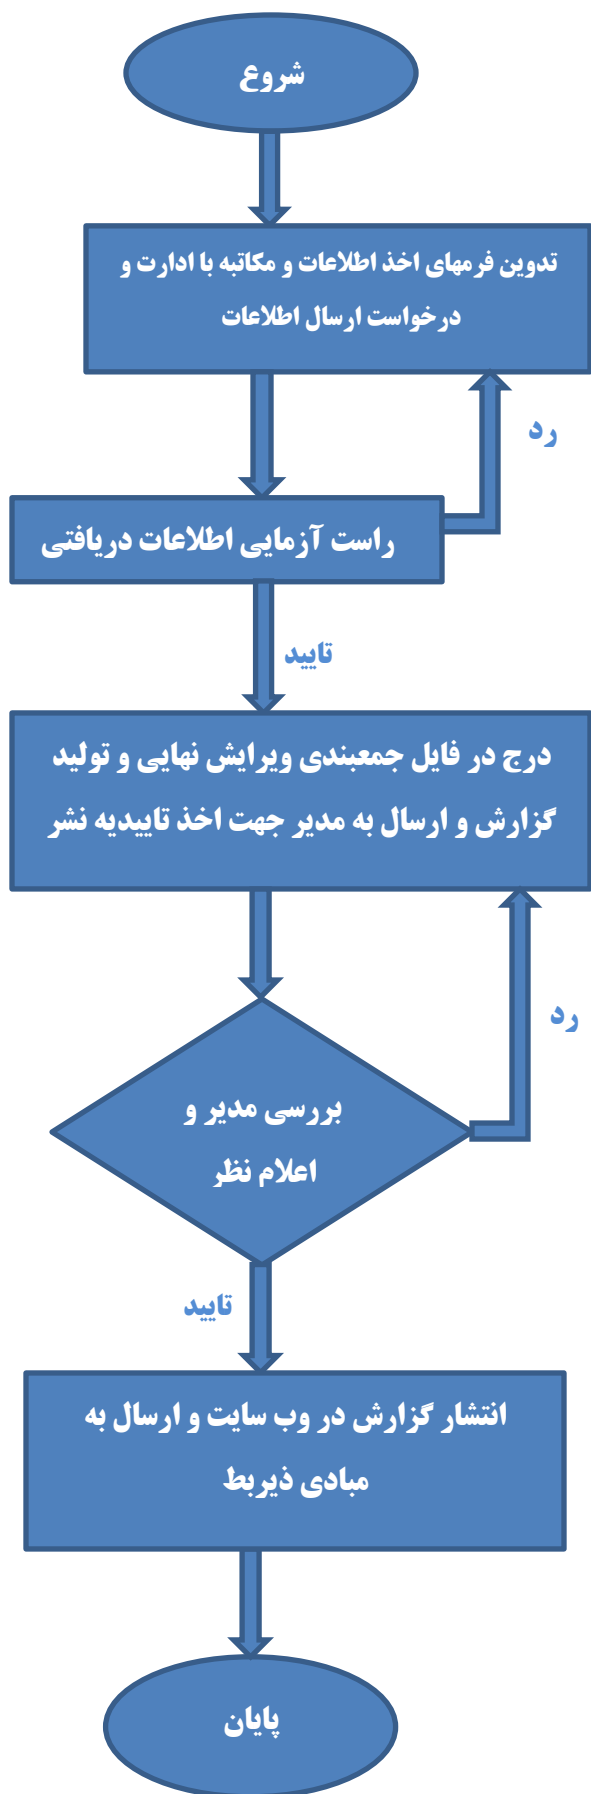 شروع
تدوین فرمهای اخذ اطلاعات و مکاتبه با ادارت و
درخواست ارسال اطلاعات
رد
راست آزمایی اطلاعات دریافتی
تایید
درج در فایل جمعبندی ویرایش نهایی و تولید
گزارش و ارسال به مدیر جهت اخذ تاییدیه نشر
رد
بررسی مدیر و
اعلام نظر
تایید
انتشار گزارش در وب سایت و ارسال به
مبادی ذیربط
پایان